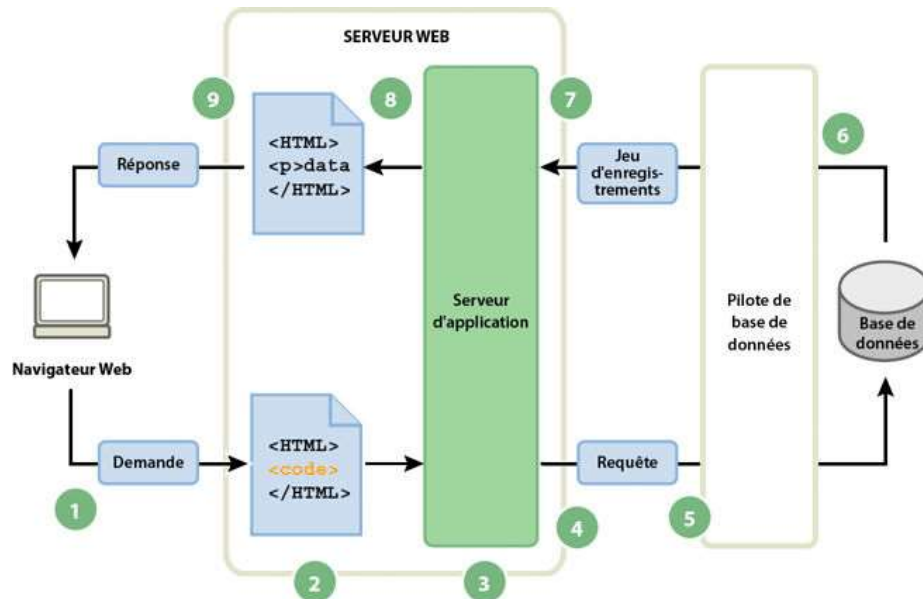 SERVEUR WEB
9
8
7
6
<HTML>
<p>data
</HTML>
Réponse
Jeu
d'enregis-
trements
Navigateur Web
Serveur
d'application
Pilote de
base de
données
Base de
données
<HTML>
<code>
</HTML>
Demande
Requête
1
2
3
4
5